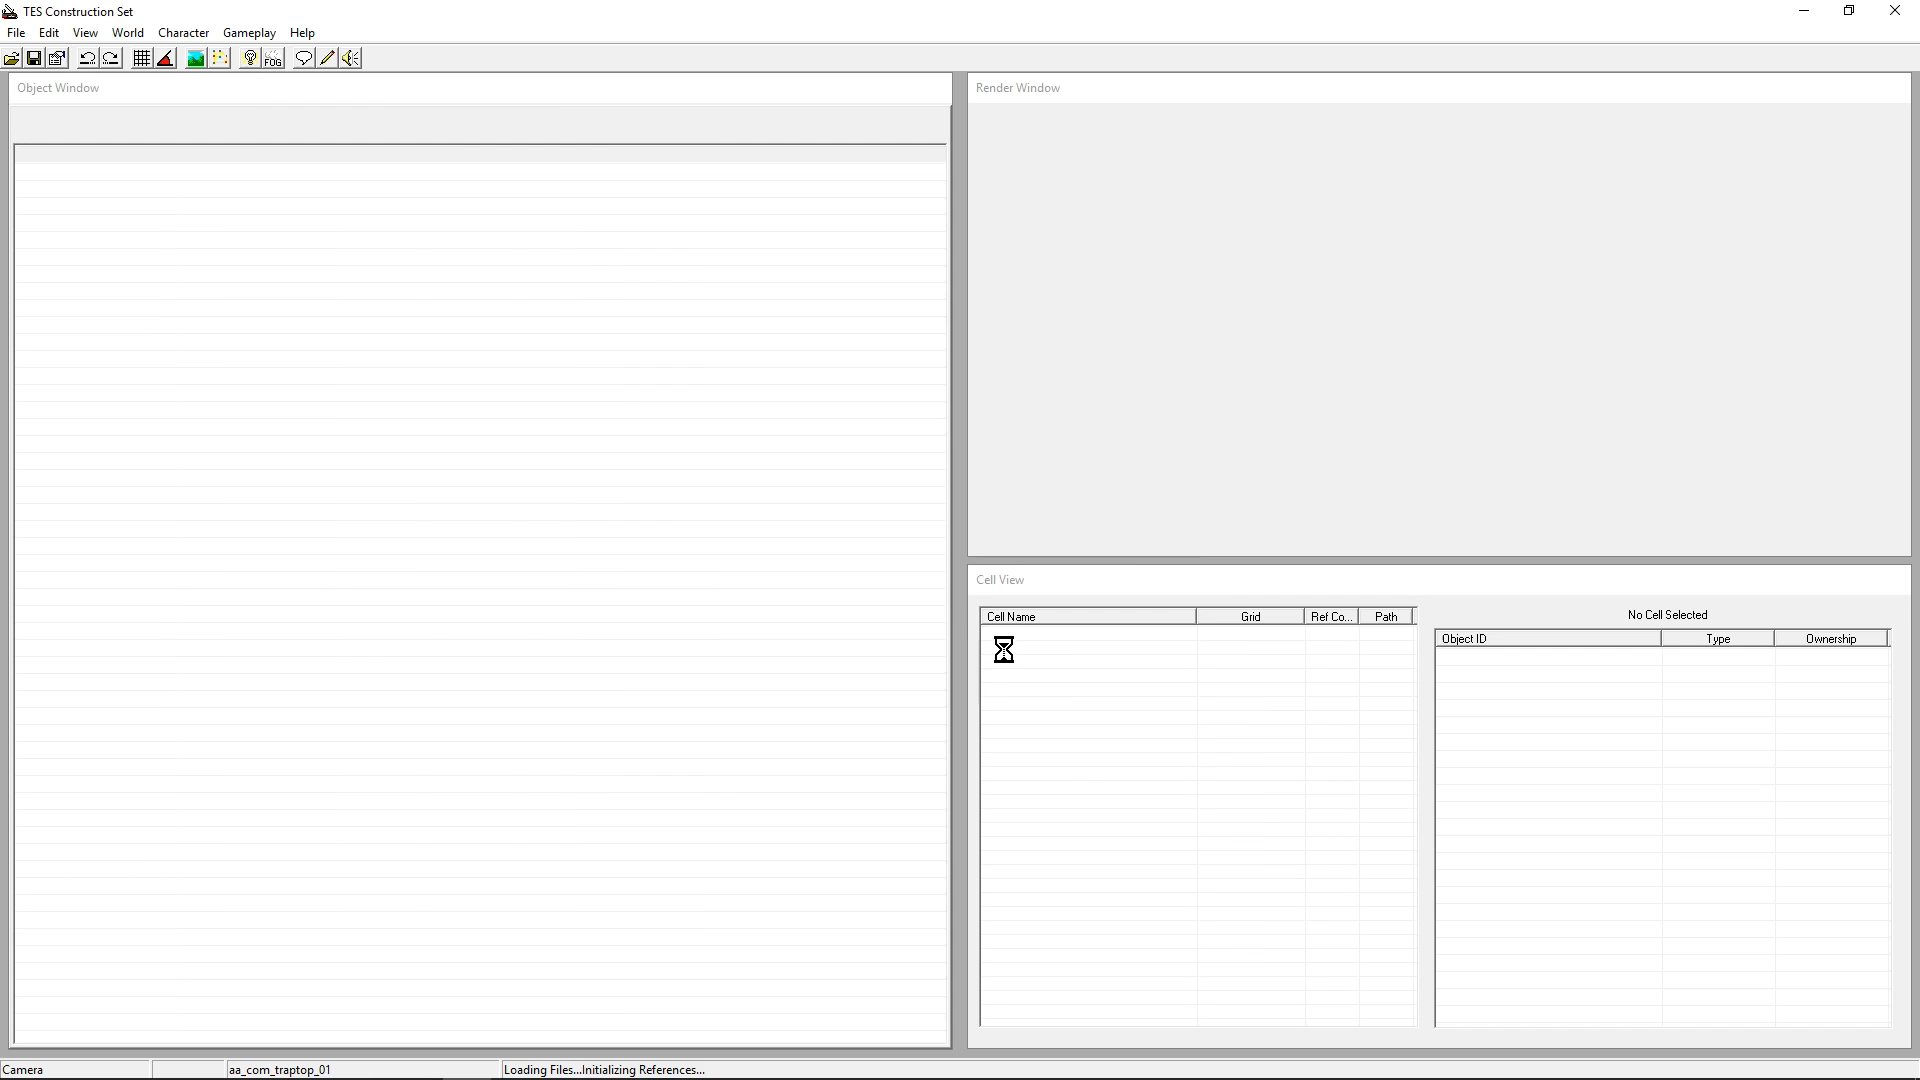 TES Construction Set
File Edit View World Character Gameplay Help
FOG
Object Window
Render Window
Cell View
Cell Name Grid Ref Co... Path
No Cell Selected
Object ID Type Ownership
Camera aa_com_traptop_01 Loading Files...Initializing References...